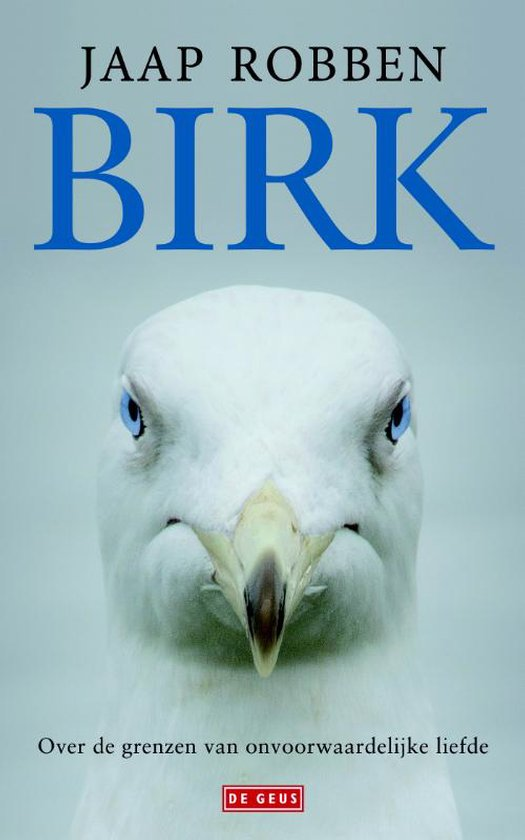 JAAP ROBBEN
BIRK
Over de grenzen van onvoorwaardelijke liefde
DE GEUS